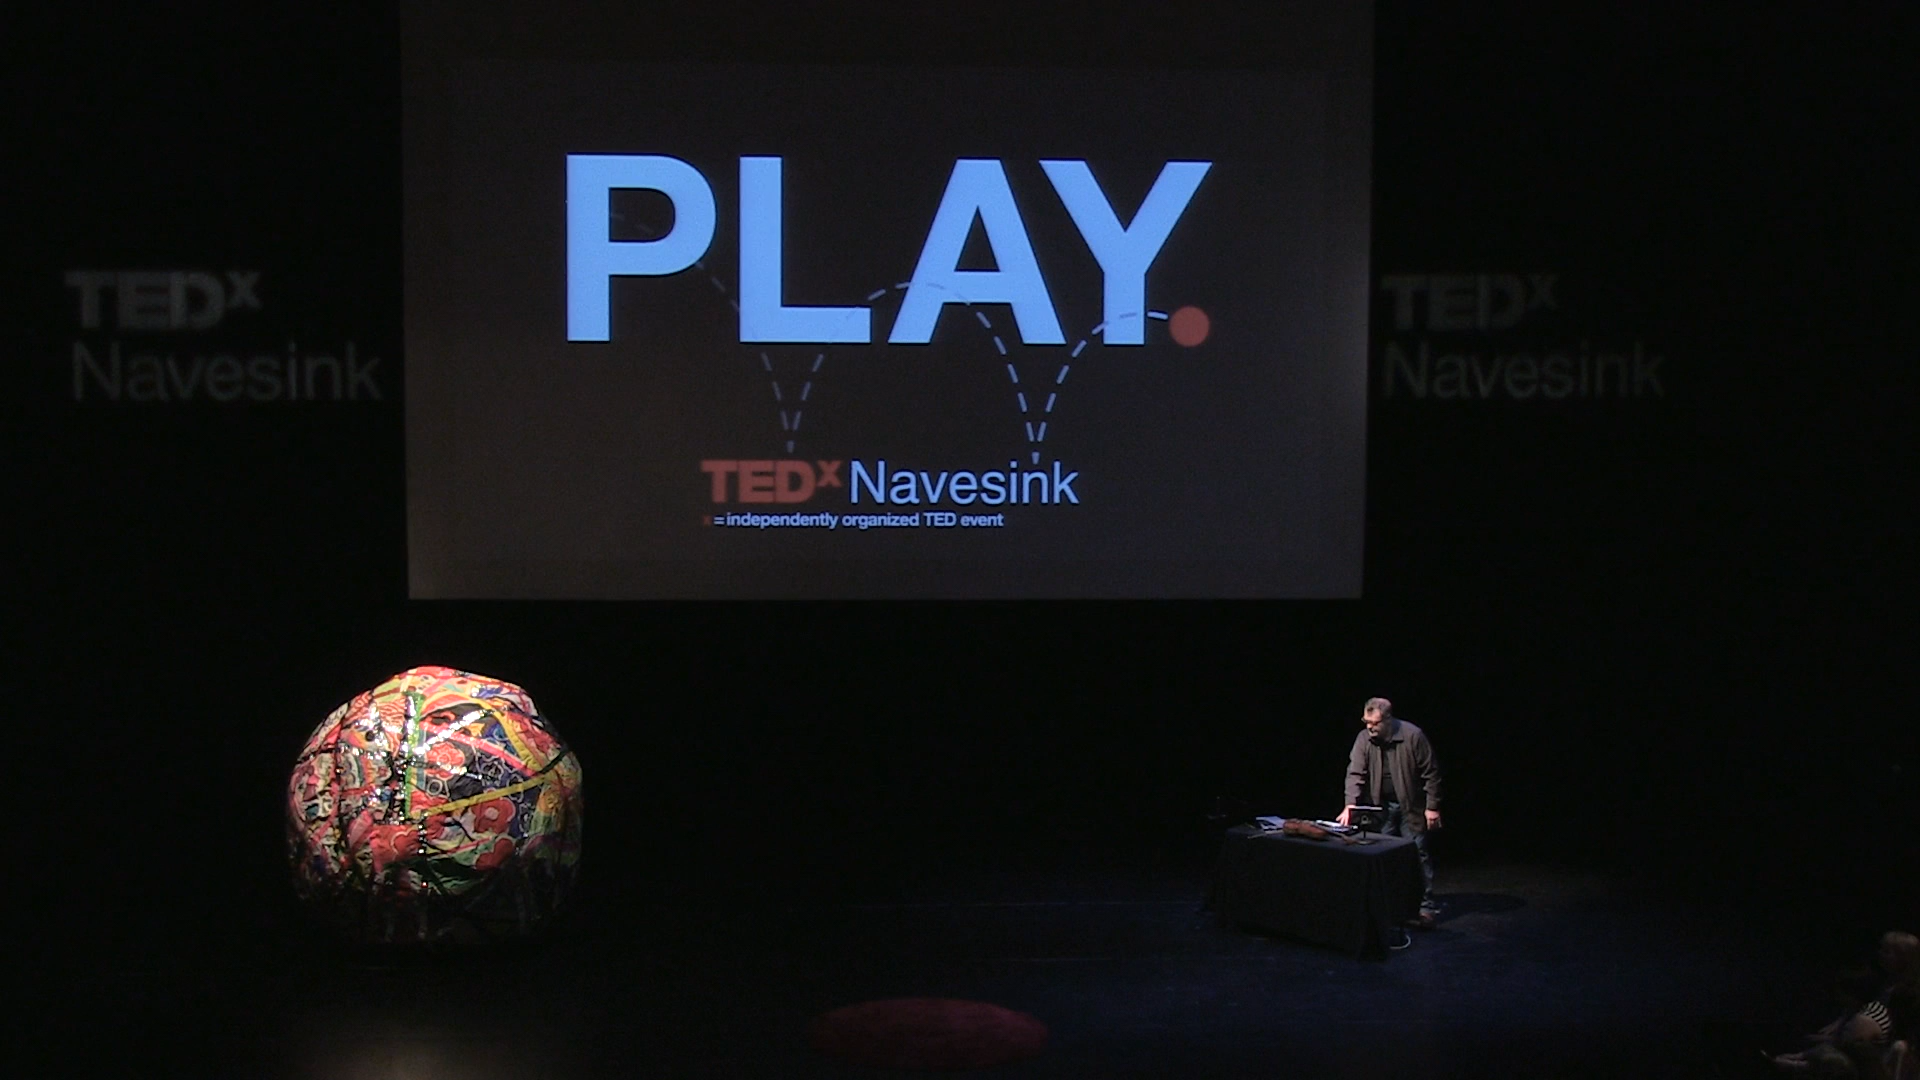 PLAY.
TEDx
Navesink
TEDx
Navesink
TEDx Navesink
x = independently organized TED event